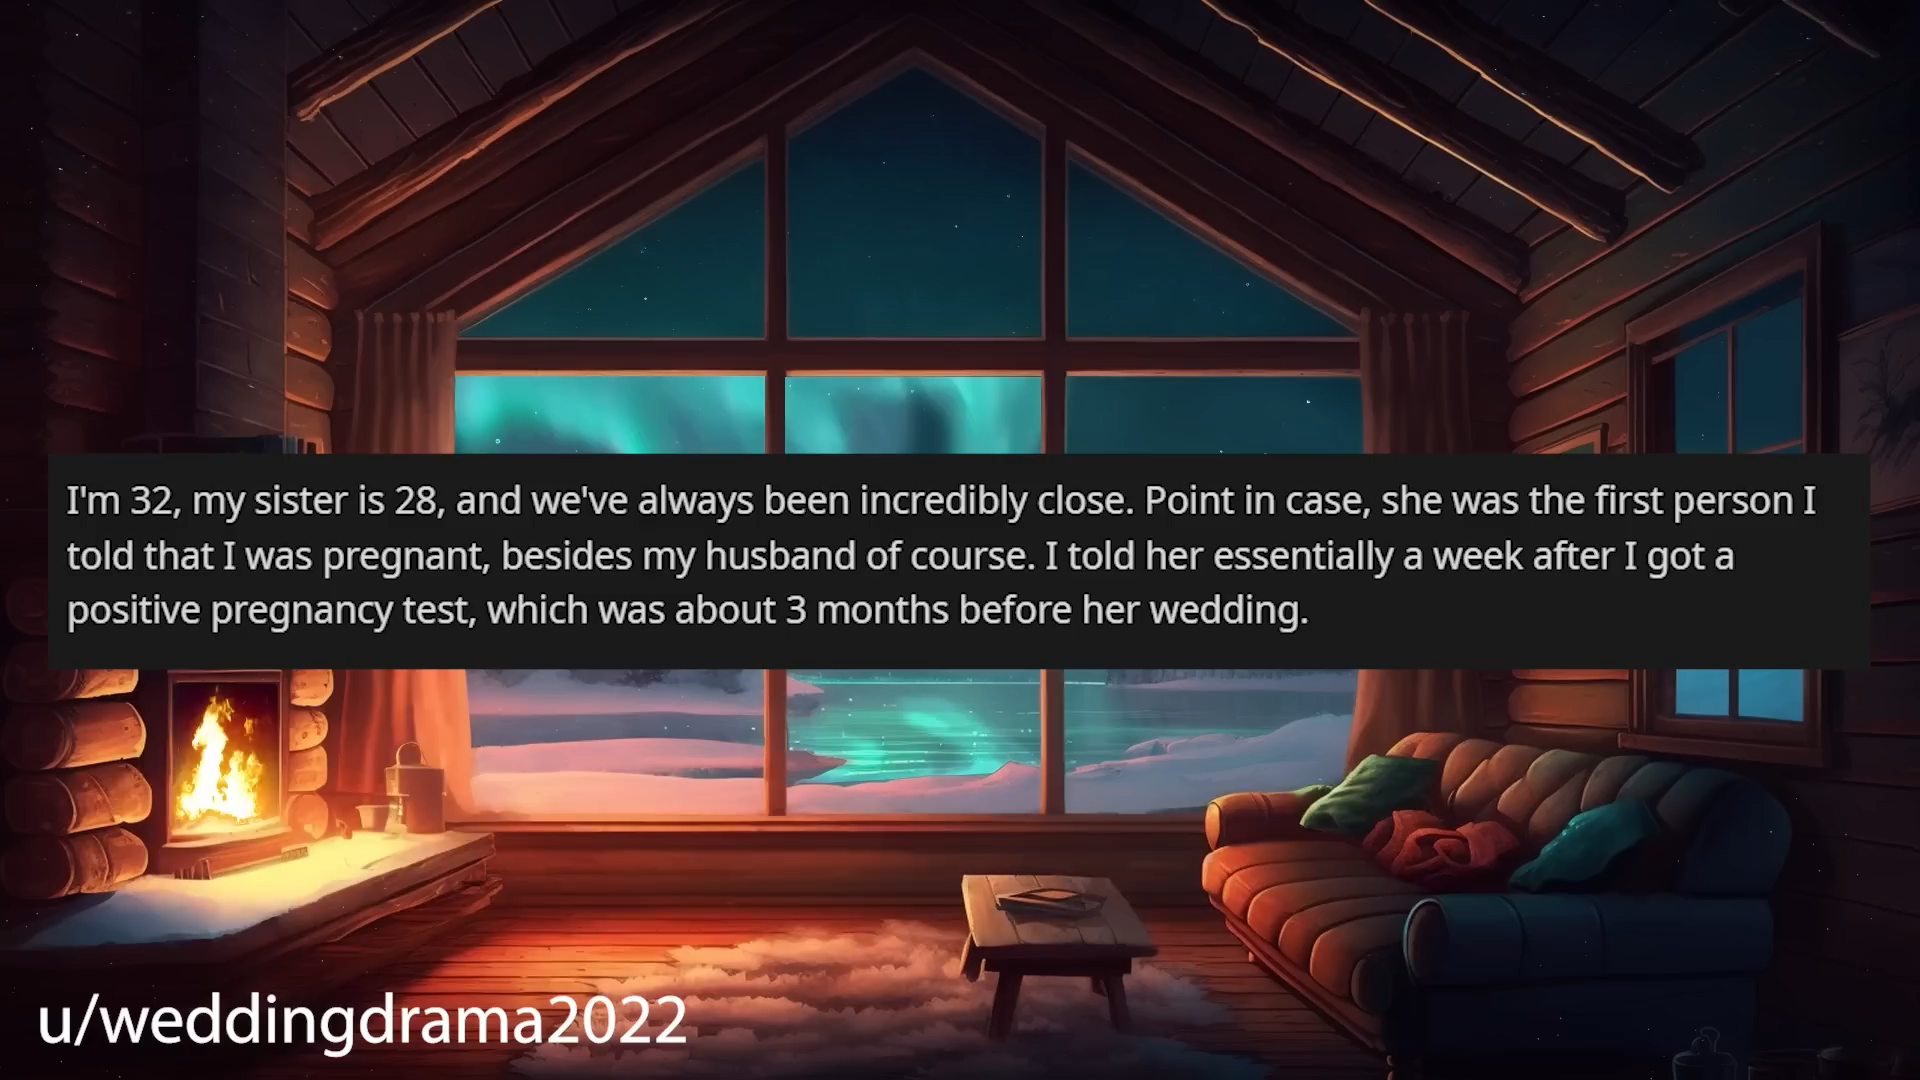 I'm 32, my sister is 28, and we've always been incredibly close. Point in case, she was the first person I
told that I was pregnant, besides my husband of course. I told her essentially a week after I got a
positive pregnancy test, which was about 3 months before her wedding.
u/weddingdrama2022